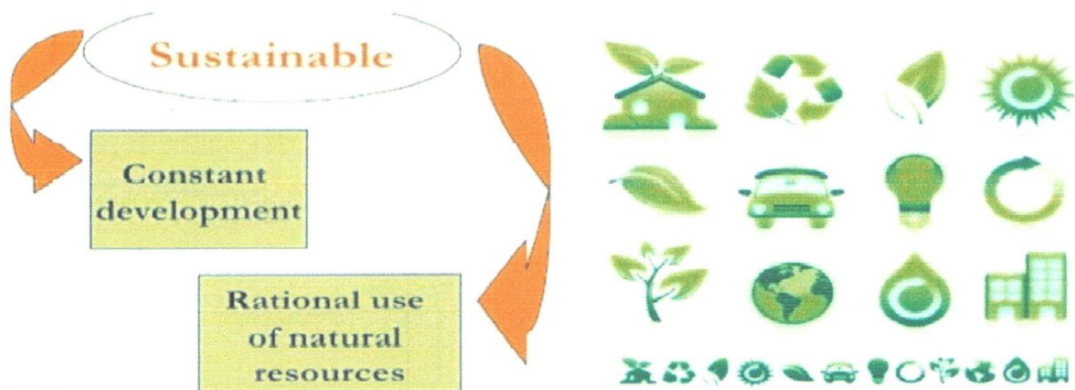 Sustainable
Constant
development
Rational use
of natural
resources